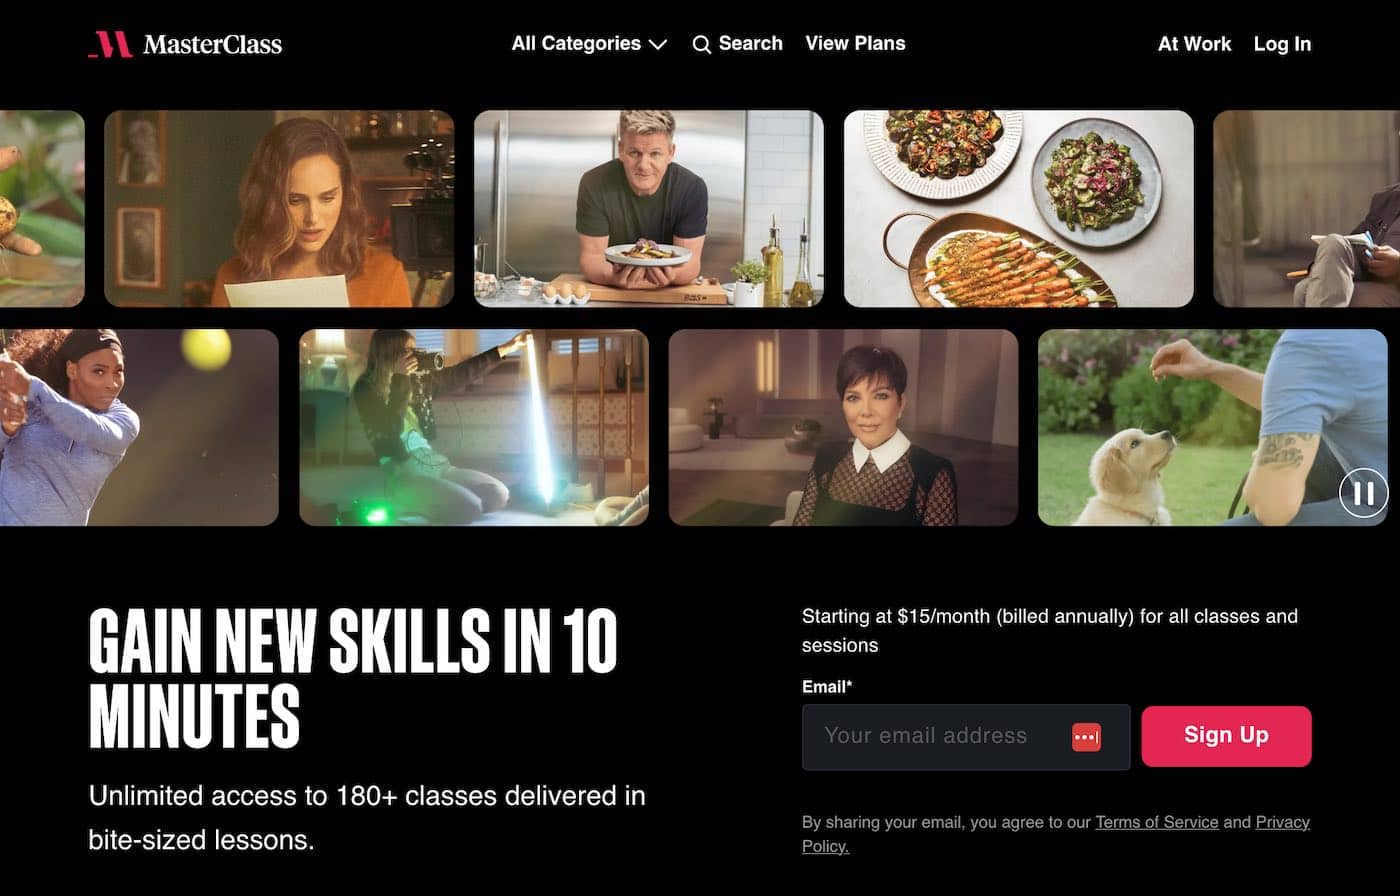 MasterClass
All Categories
Search
View Plans
At Work
Log In
GAIN NEW SKILLS IN 10
MINUTES
Unlimited access to 180+ classes delivered in
bite-sized lessons.
Starting at $15/month (billed annually) for all classes and
sessions
Email*
Your email address
Sign Up
By sharing your email, you agree to our Terms of Service and Privacy
Policy.